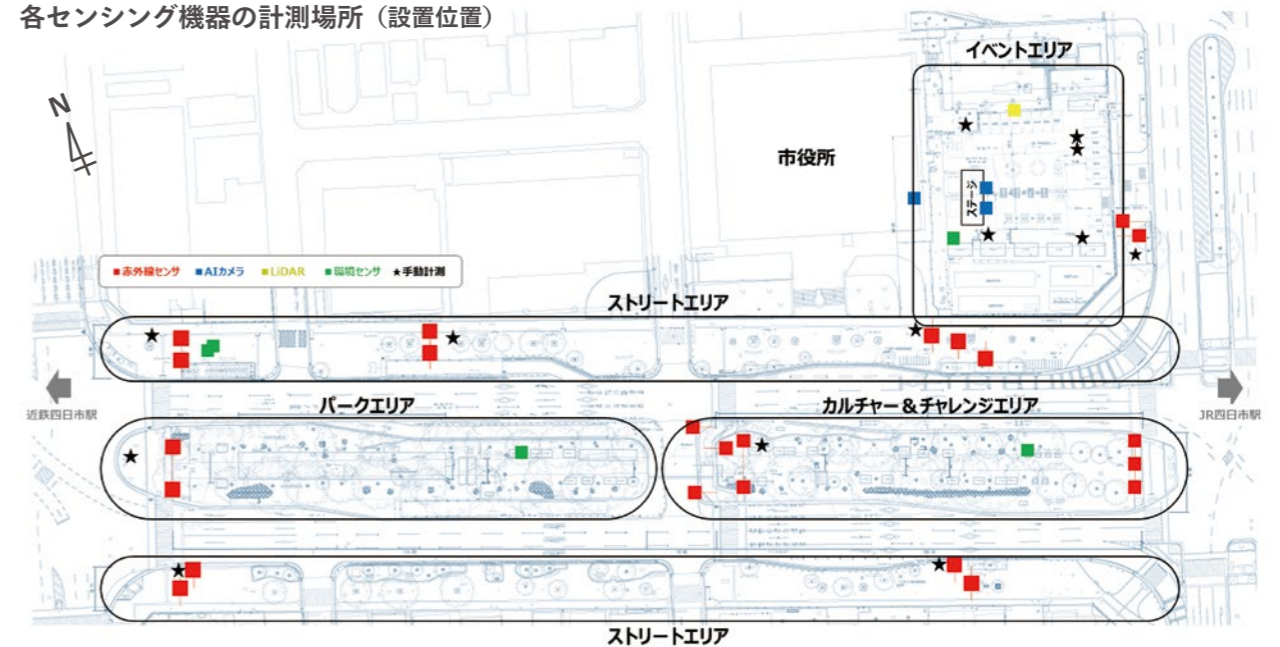 各センシング機器の計測場所（設置位置）
イベントエリア
N
市役所
ステージ
■赤外線センサ ■AIカメラ ■LiDAR ■環境センサ ★手動計測
ストリートエリア
近鉄四日市駅
パークエリア
カルチャー＆チャレンジエリア
JR四日市駅
ストリートエリア